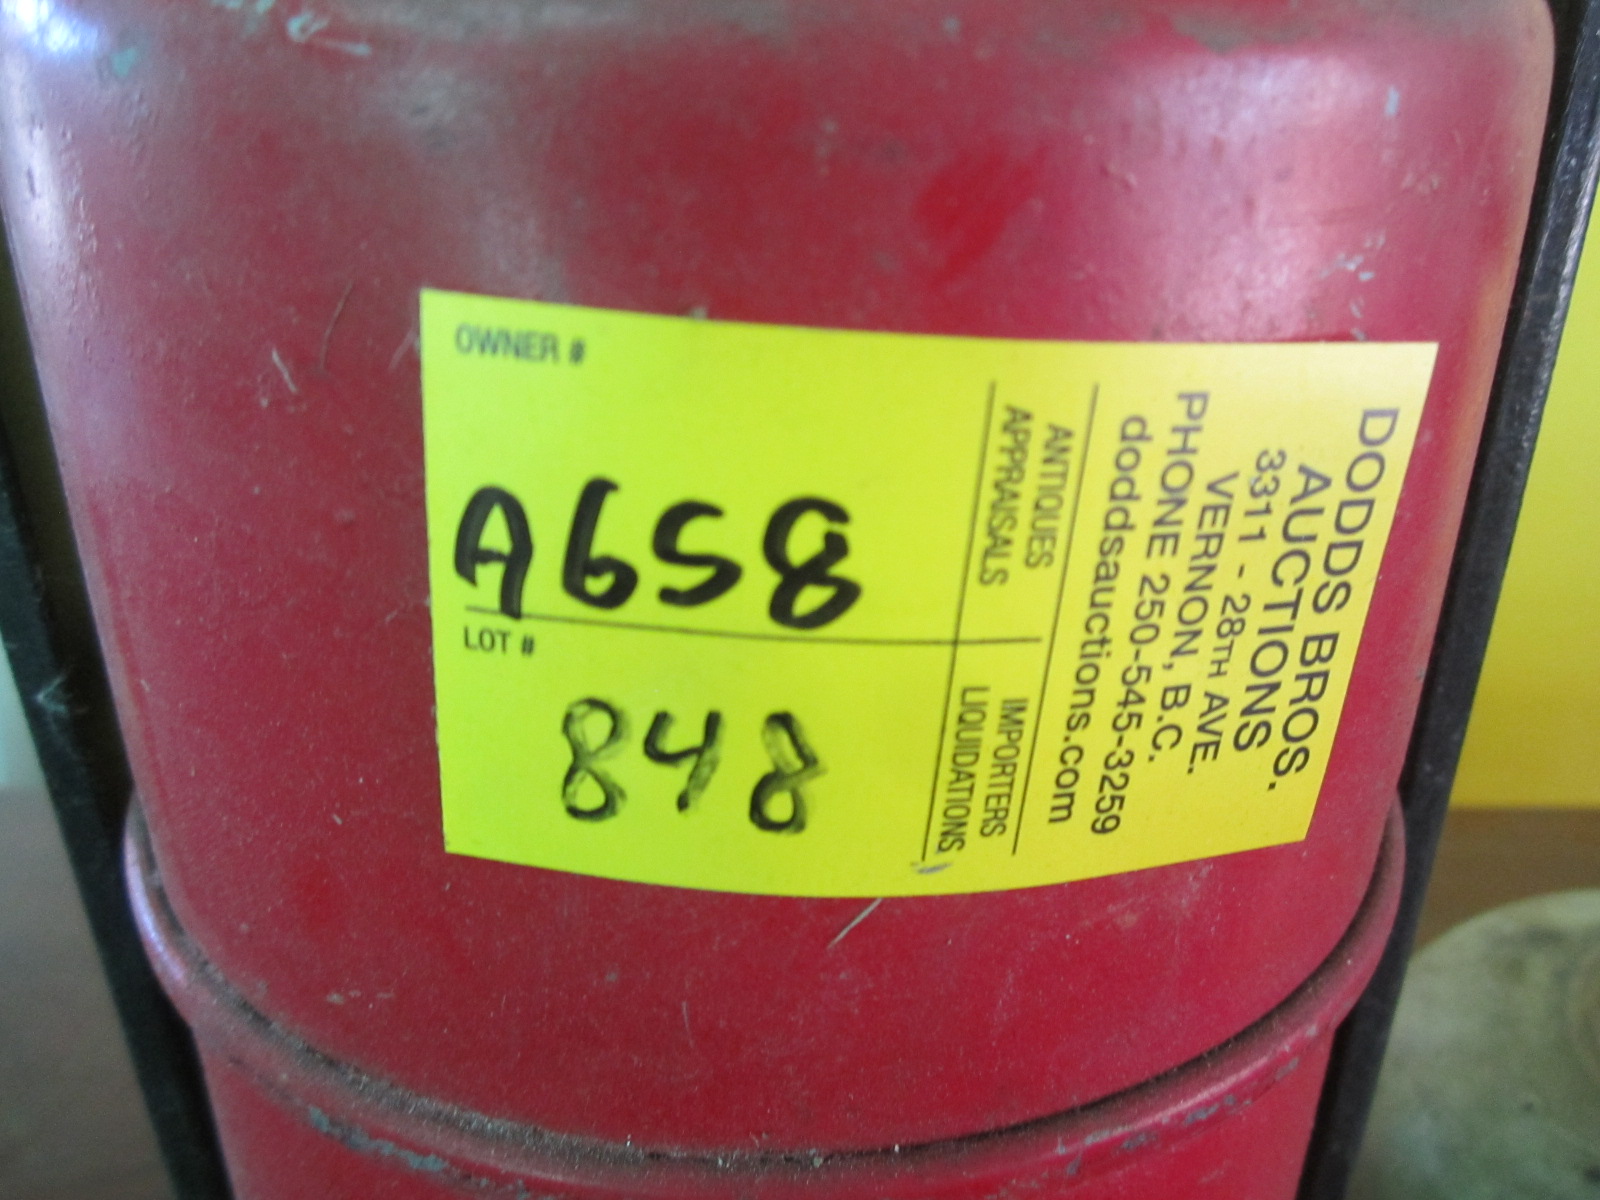 OWNER #
A658
LOT #
848
DODDS BROS.
AUCTIONS
3311 - 28TH AVE.
VERNON, B.C.
PHONE 250-545-3259
doddsauctions.com
ANTIQUES IMPORTERS
APPRAISALS LIQUIDATIONS